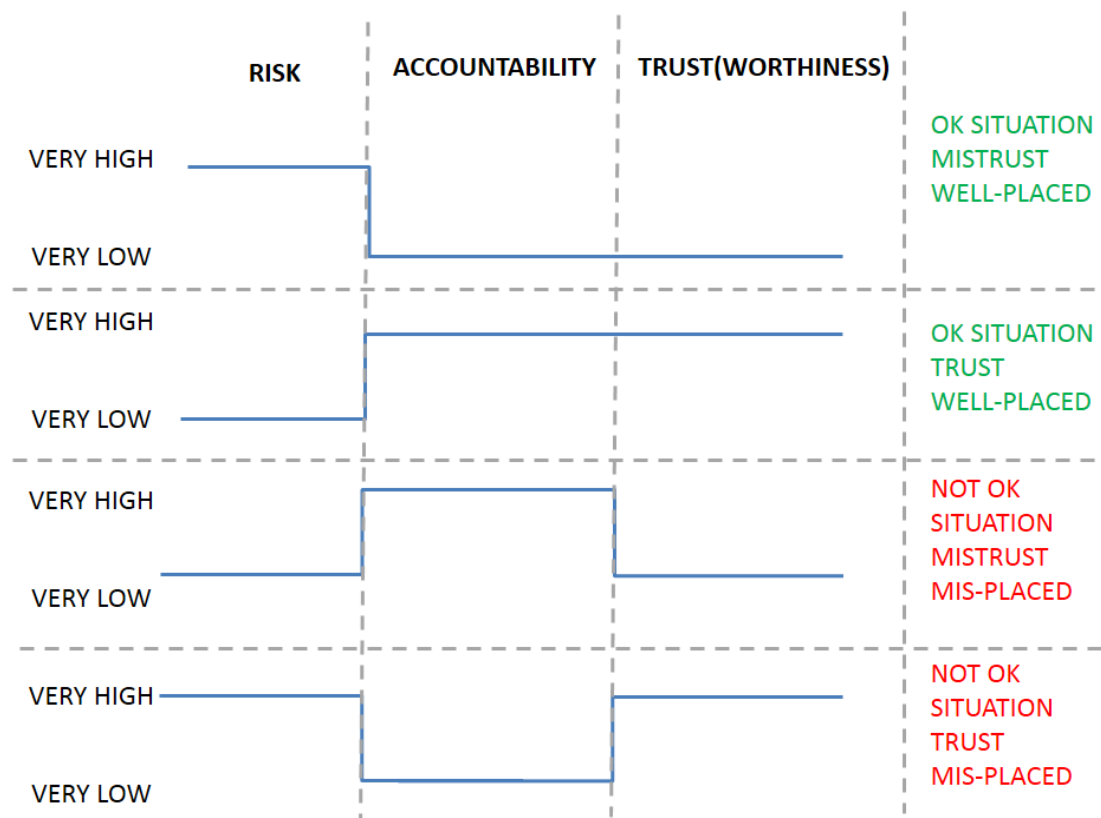 RISK
ACCOUNTABILITY
TRUST(WORTHINESS)
VERY HIGH
VERY LOW
OK SITUATION
MISTRUST
WELL-PLACED
VERY HIGH
VERY LOW
OK SITUATION
TRUST
WELL-PLACED
VERY HIGH
VERY LOW
NOT OK
SITUATION
MISTRUST
MIS-PLACED
VERY HIGH
VERY LOW
NOT OK
SITUATION
TRUST
MIS-PLACED